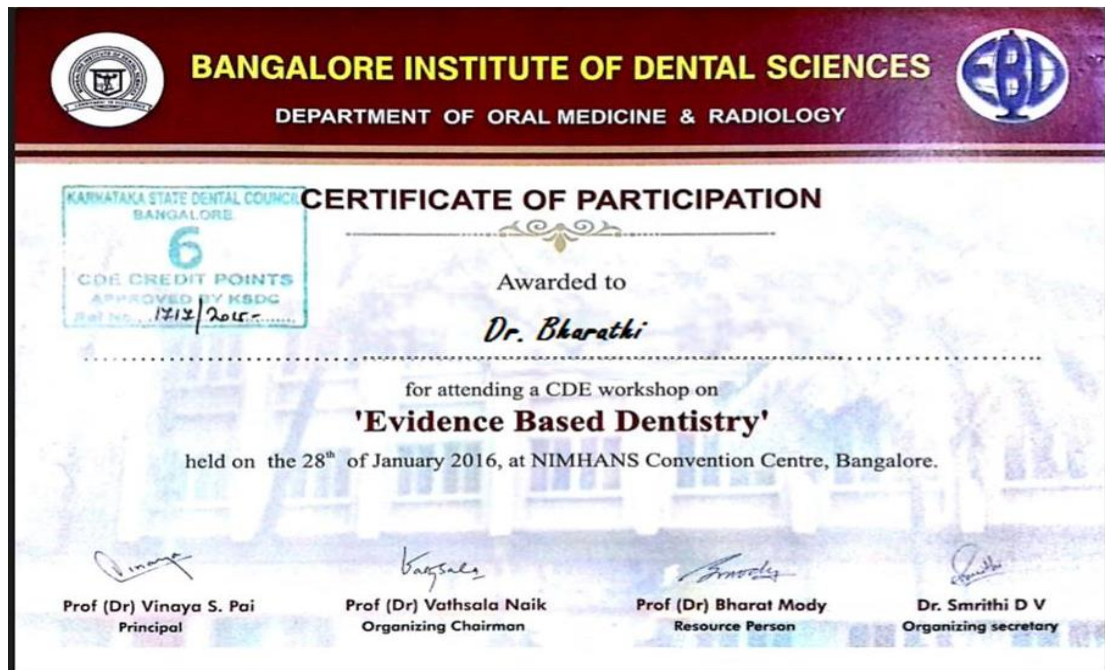 BANGALORE INSTITUTE OF DENTAL SCIENCES
EBD
DEPARTMENT OF ORAL MEDICINE & RADIOLOGY
KARNATAKA STATE DENTAL COUNCIL
BANGALORE
6
CDE CREDIT POINTS
APPROVED BY KSDC
Ref No.
CERTIFICATE OF PARTICIPATION
Awarded to
Dr. Bharathi
for attending a CDE workshop on
'Evidence Based Dentistry'
held on the 28th of January 2016, at NIMHANS Convention Centre, Bangalore.
Prof (Dr) Vinaya S. Pai
Principal
Prof (Dr) Vathsala Naik
Organizing Chairman
Prof (Dr) Bharat Mody
Resource Person
Dr. Smrithi D V
Organizing secretary